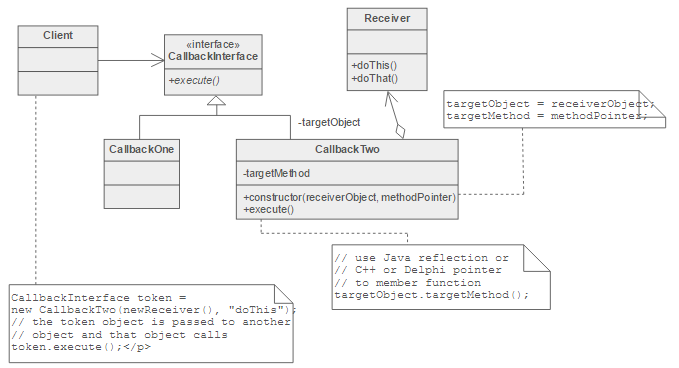 Client
«interface»
CallbackInterface
+execute()
Receiver
+doThis()
+doThat()
targetObject = receiverObject;
targetMethod = methodPointer;
-targetObject
CallbackOne
CallbackTwo
-targetMethod
+constructor(receiverObject, methodPointer)
+execute()
// use Java reflection or
// C++ or Delphi pointer
// to member function
targetObject.targetMethod();
CallbackInterface token =
new CallbackTwo(newReceiver(), "doThis");
// the token object is passed to another
// object and that object calls
token.execute();</p>